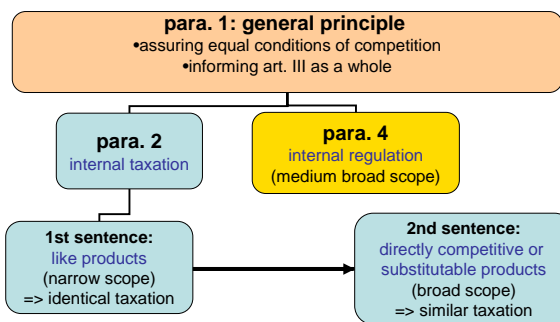 para. 1: general principle
•assuring equal conditions of competition
•informing art. III as a whole
para. 2
internal taxation
para. 4
internal regulation
(medium broad scope)
1st sentence:
like products
(narrow scope)
=> identical taxation
2nd sentence:
directly competitive or
substitutable products
(broad scope)
=> similar taxation